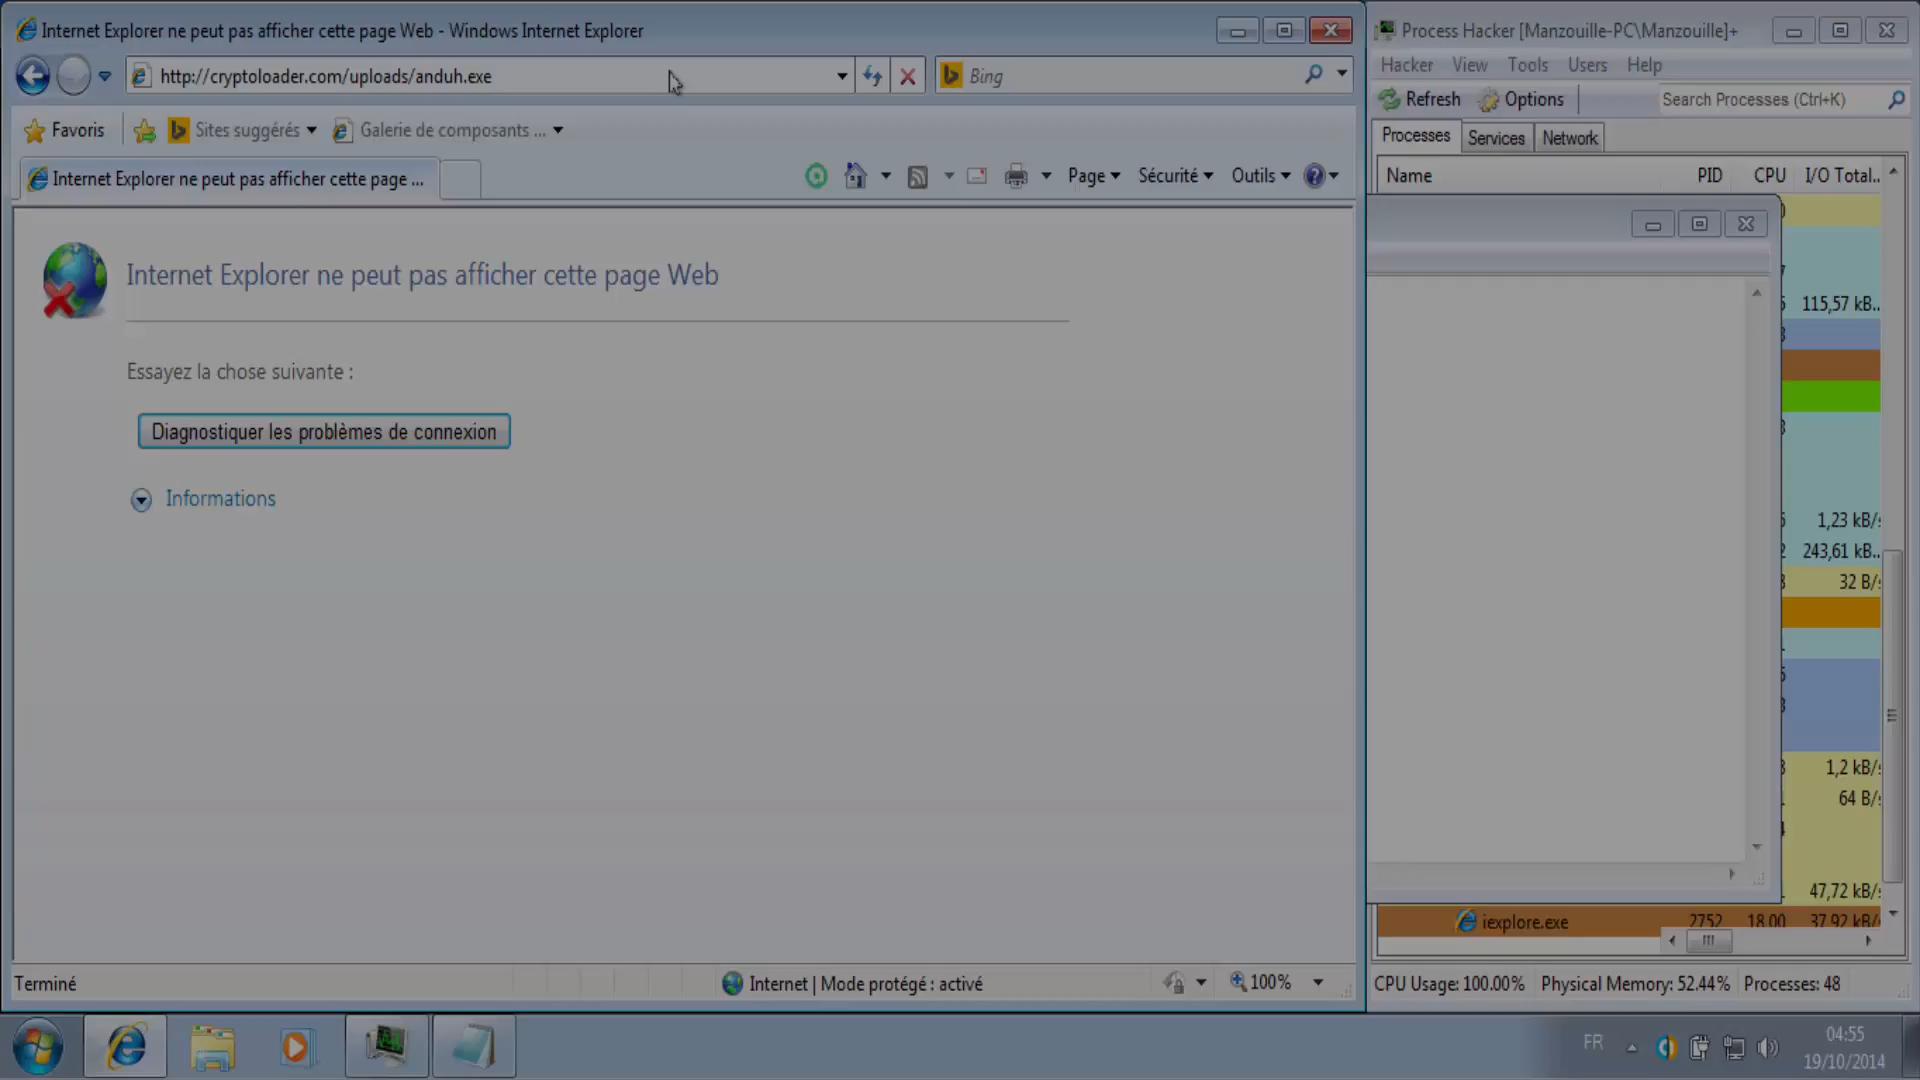 Internet Explorer ne peut pas afficher cette page Web - Windows Internet Explorer
http://cryptoloader.com/uploads/anduh.exe
Bing
Favoris
Sites suggérés
Galerie de composants ...
Internet Explorer ne peut pas afficher cette page ...
Page
Sécurité
Outils
Internet Explorer ne peut pas afficher cette page Web
Essayez la chose suivante :
Diagnostiquer les problèmes de connexion
Informations
Terminé
Internet | Mode protégé : activé
100%
Process Hacker [Manzouille-PC\Manzouille]+
Hacker View Tools Users Help
Refresh Options Search Processes (Ctrl+K)
Processes Services Network
Name PID CPU I/O Total..
115,57 kB..
1,23 kB/
243,61 kB..
32 B/
1,2 kB/
64 B/
47,72 kB/
iexplore.exe 2752 18.00 37,92 kB/
CPU Usage: 100.00% Physical Memory: 52.44% Processes: 48
FR
04:55
19/10/2014